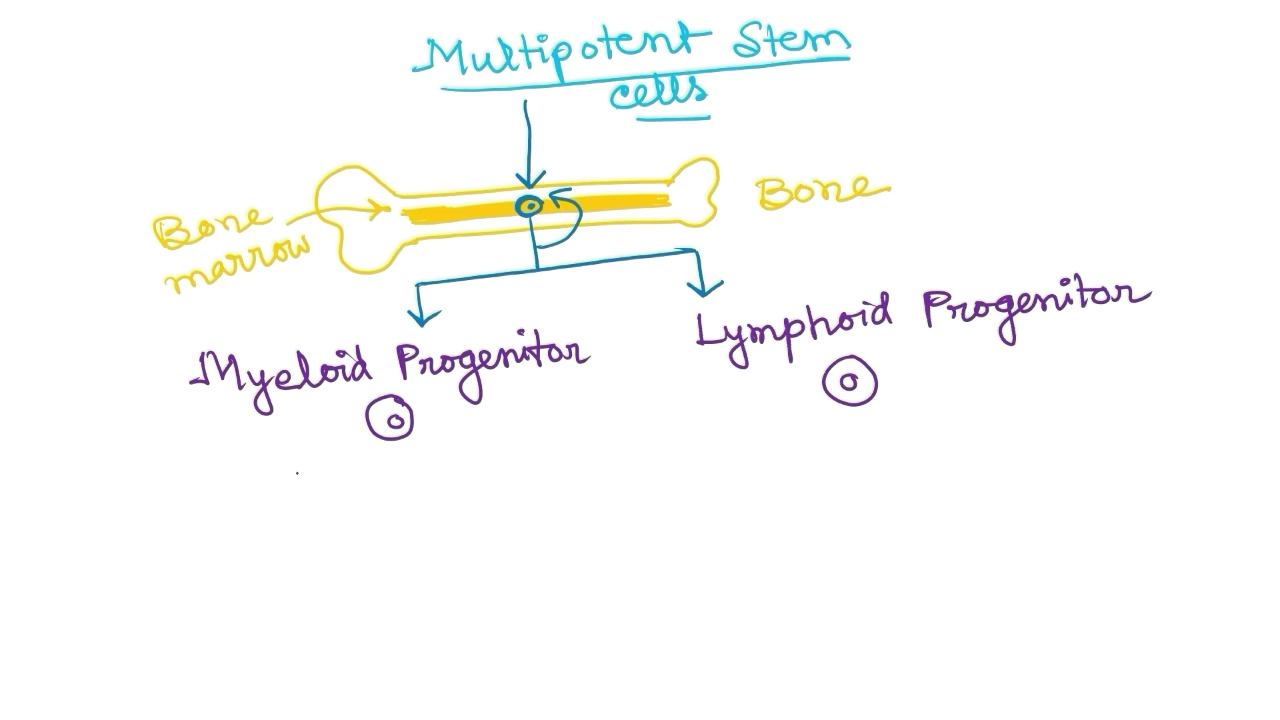 Multipotent Stem
cells
Bone
Bone
marrow
Myeloid Progenitor
Lymphoid Progenitor